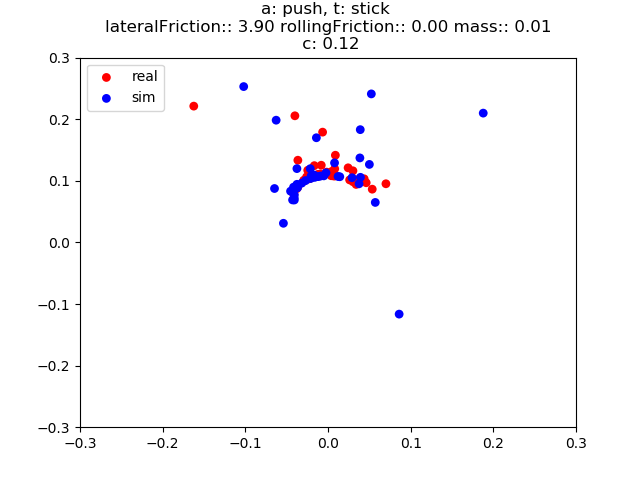 a: push, t: stick
lateralFriction:: 3.90 rollingFriction:: 0.00 mass:: 0.01
c: 0.12
real
sim
0.3
0.2
0.1
0.0
−0.1
−0.2
−0.3
−0.3
−0.2
−0.1
0.0
0.1
0.2
0.3